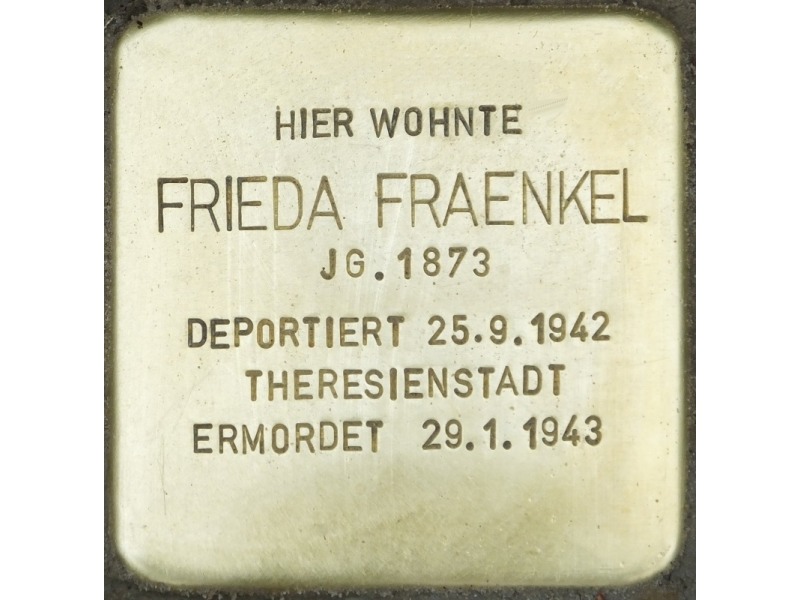 HIER WOHNTE
FRIEDA FRAENKEL
JG. 1873
DEPORTIERT 25.9.1942
THERESIENSTADT
ERMORDET 29.1.1943